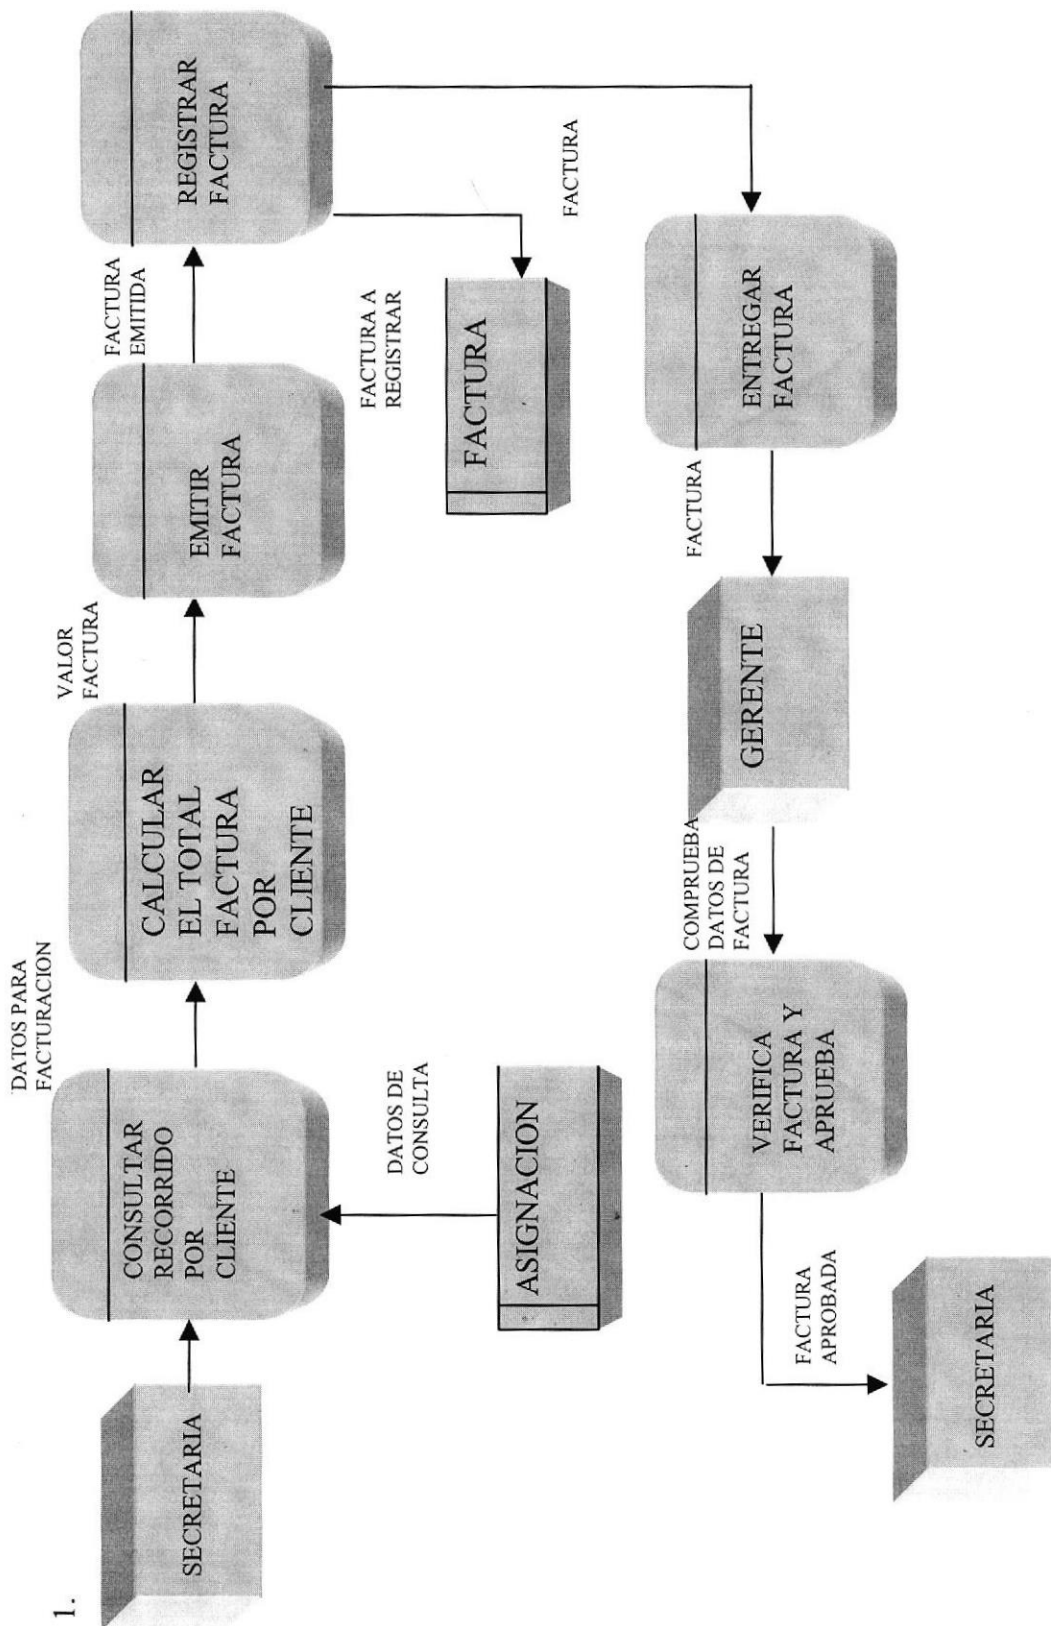 1.
SECRETARIA
CONSULTAR
RECORRIDO
POR
CLIENTE
DATOS DE
CONSULTA
ASIGNACION
DATOS PARA
FACTURACION
CALCULAR
EL TOTAL
FACTURA
POR
CLIENTE
VALOR
FACTURA
EMITIR
FACTURA
FACTURA
EMITIDA
REGISTRAR
FACTURA
FACTURA A
REGISTRAR
FACTURA
FACTURA
ENTREGAR
FACTURA
FACTURA
GERENTE
COMPRUEBA
DATOS DE
FACTURA
VERIFICA
FACTURA Y
APRUEBA
FACTURA
APROBADA
SECRETARIA